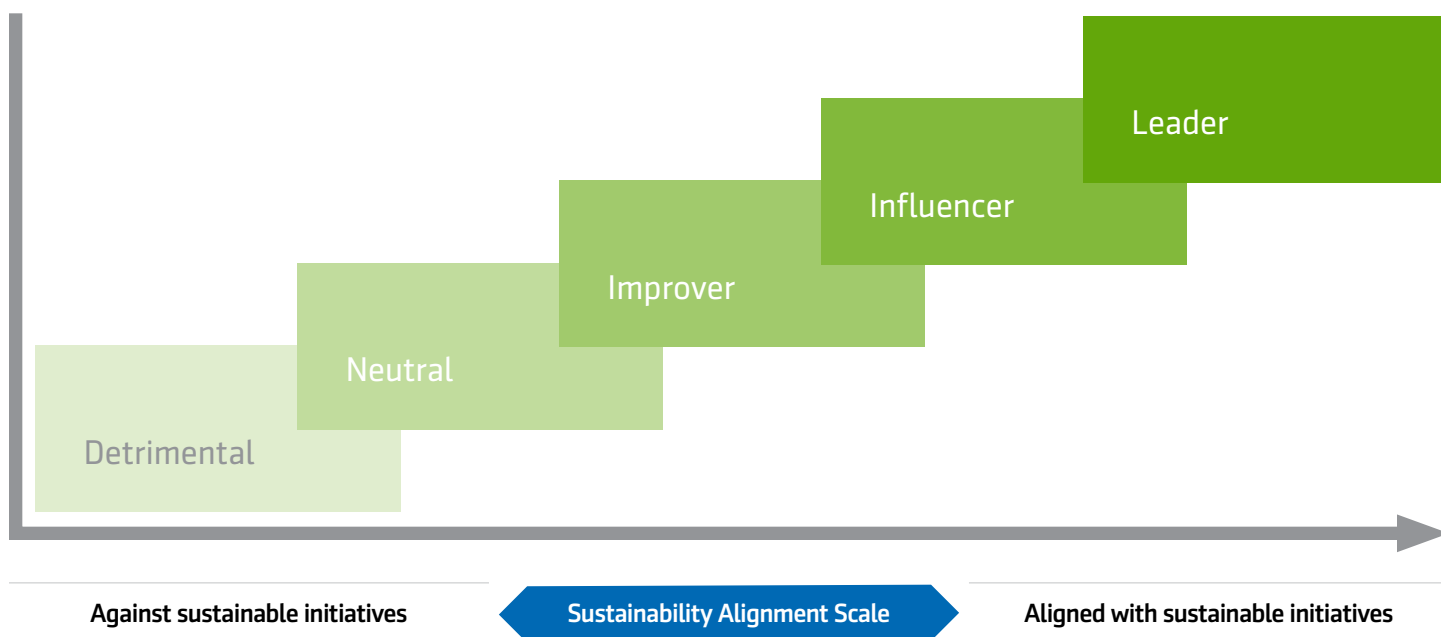 Leader
Influencer
Improver
Neutral
Detrimental
Against sustainable initiatives
Sustainability Alignment Scale
Aligned with sustainable initiatives